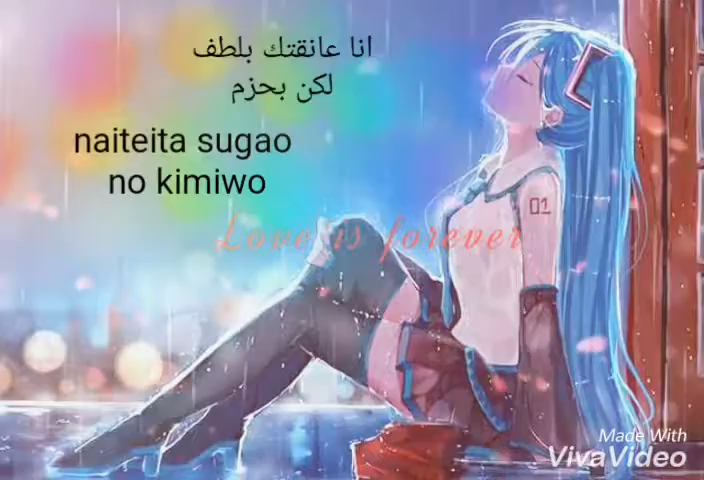 انا عانقتك بلطف
لكن بحزم
naiteita sugao
no kimiwo
Love is forever
01
Made With
VivaVideo